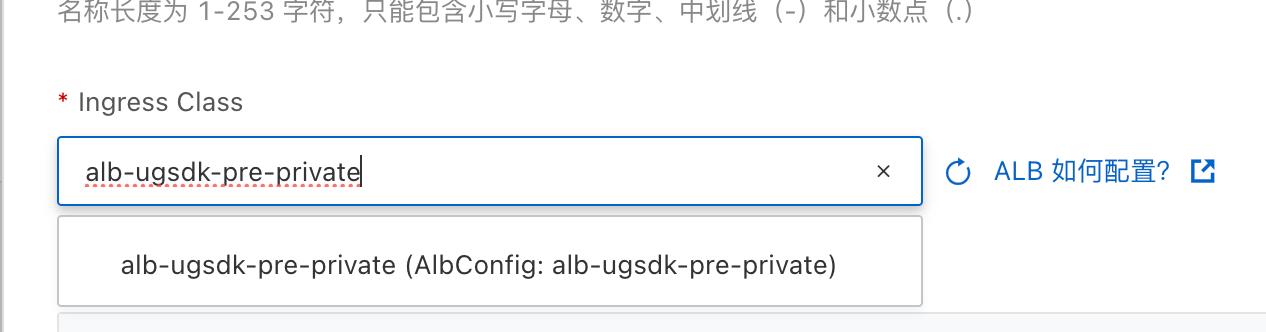 名称长度为 1-253 字符，只能包含小写字母、数字、中划线（-）和小数点（.）
* Ingress Class
alb-ugsdk-pre-private × ALB 如何配置？
alb-ugsdk-pre-private (AlbConfig: alb-ugsdk-pre-private)